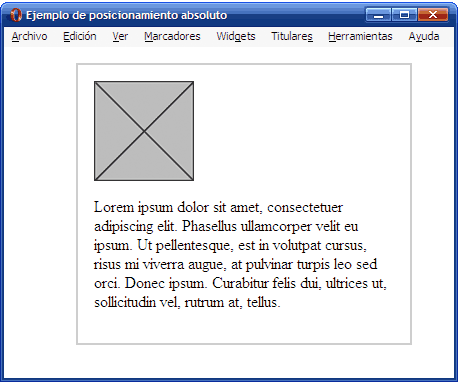 Ejemplo de posicionamiento absoluto
Archivo Edición Ver Marcadores Widgets Titulares Herramientas Ayuda
Lorem ipsum dolor sit amet, consectetuer
adipiscing elit. Phasellus ullamcorper velit eu
ipsum. Ut pellentesque, est in volutpat cursus,
risus mi viverra augue, at pulvinar turpis leo sed
orci. Donec ipsum. Curabitur felis dui, ultrices ut,
sollicitudin vel, rutrum at, tellus.